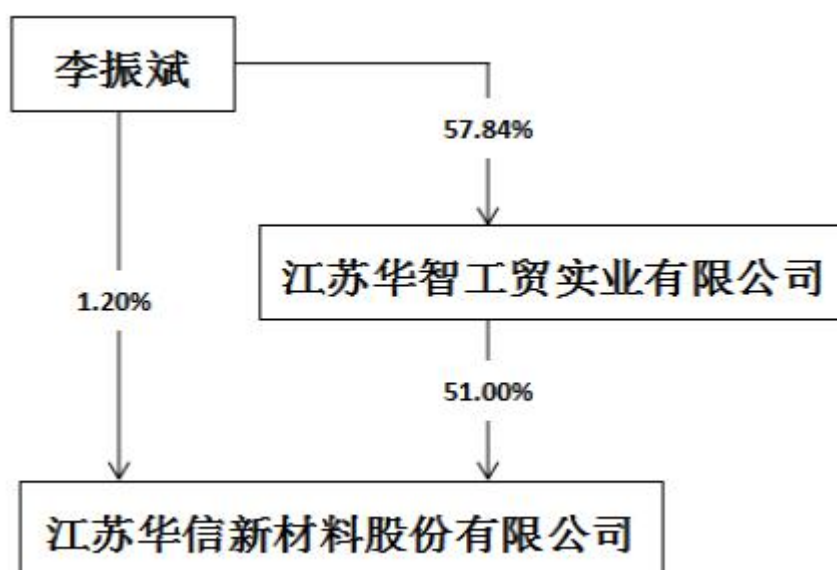 李振斌
57.84%
江苏华智工贸实业有限公司
1.20%
51.00%
江苏华信新材料股份有限公司